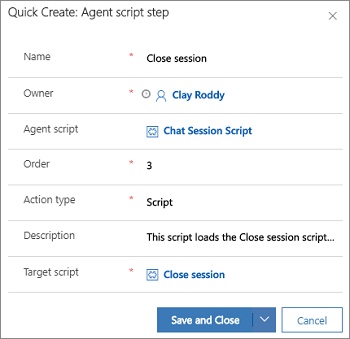 Quick Create: Agent script step
Name * Close session
Owner * Clay Roddy
Agent script Chat Session Script
Order * 3
Action type * Script
Description This script loads the Close session script...
Target script * Close session
Save and Close Cancel